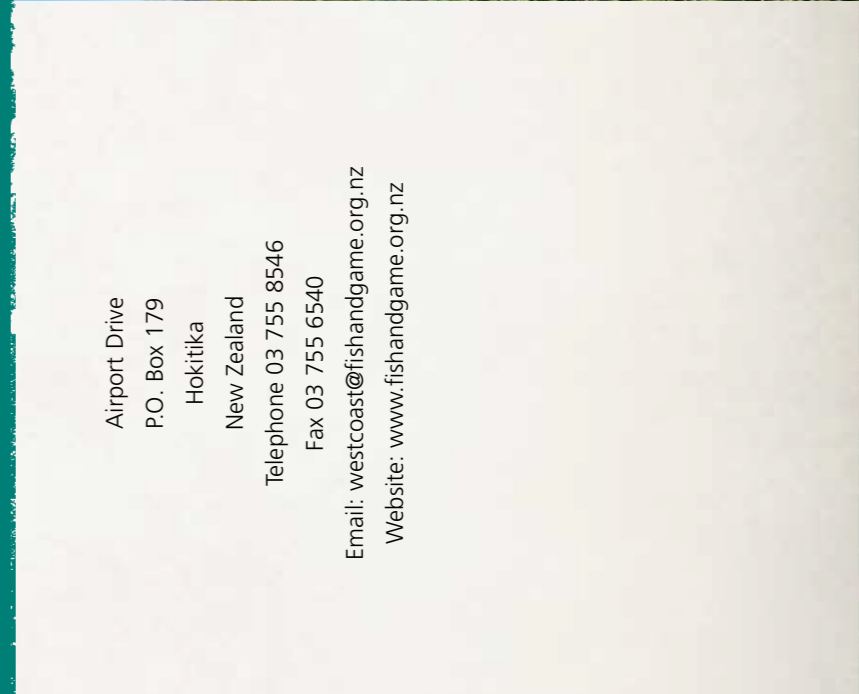 Airport Drive
P.O. Box 179
Hokitika
New Zealand
Telephone 03 755 8546
Fax 03 755 6540
Email: westcoast@fishandgame.org.nz
Website: www.fishandgame.org.nz